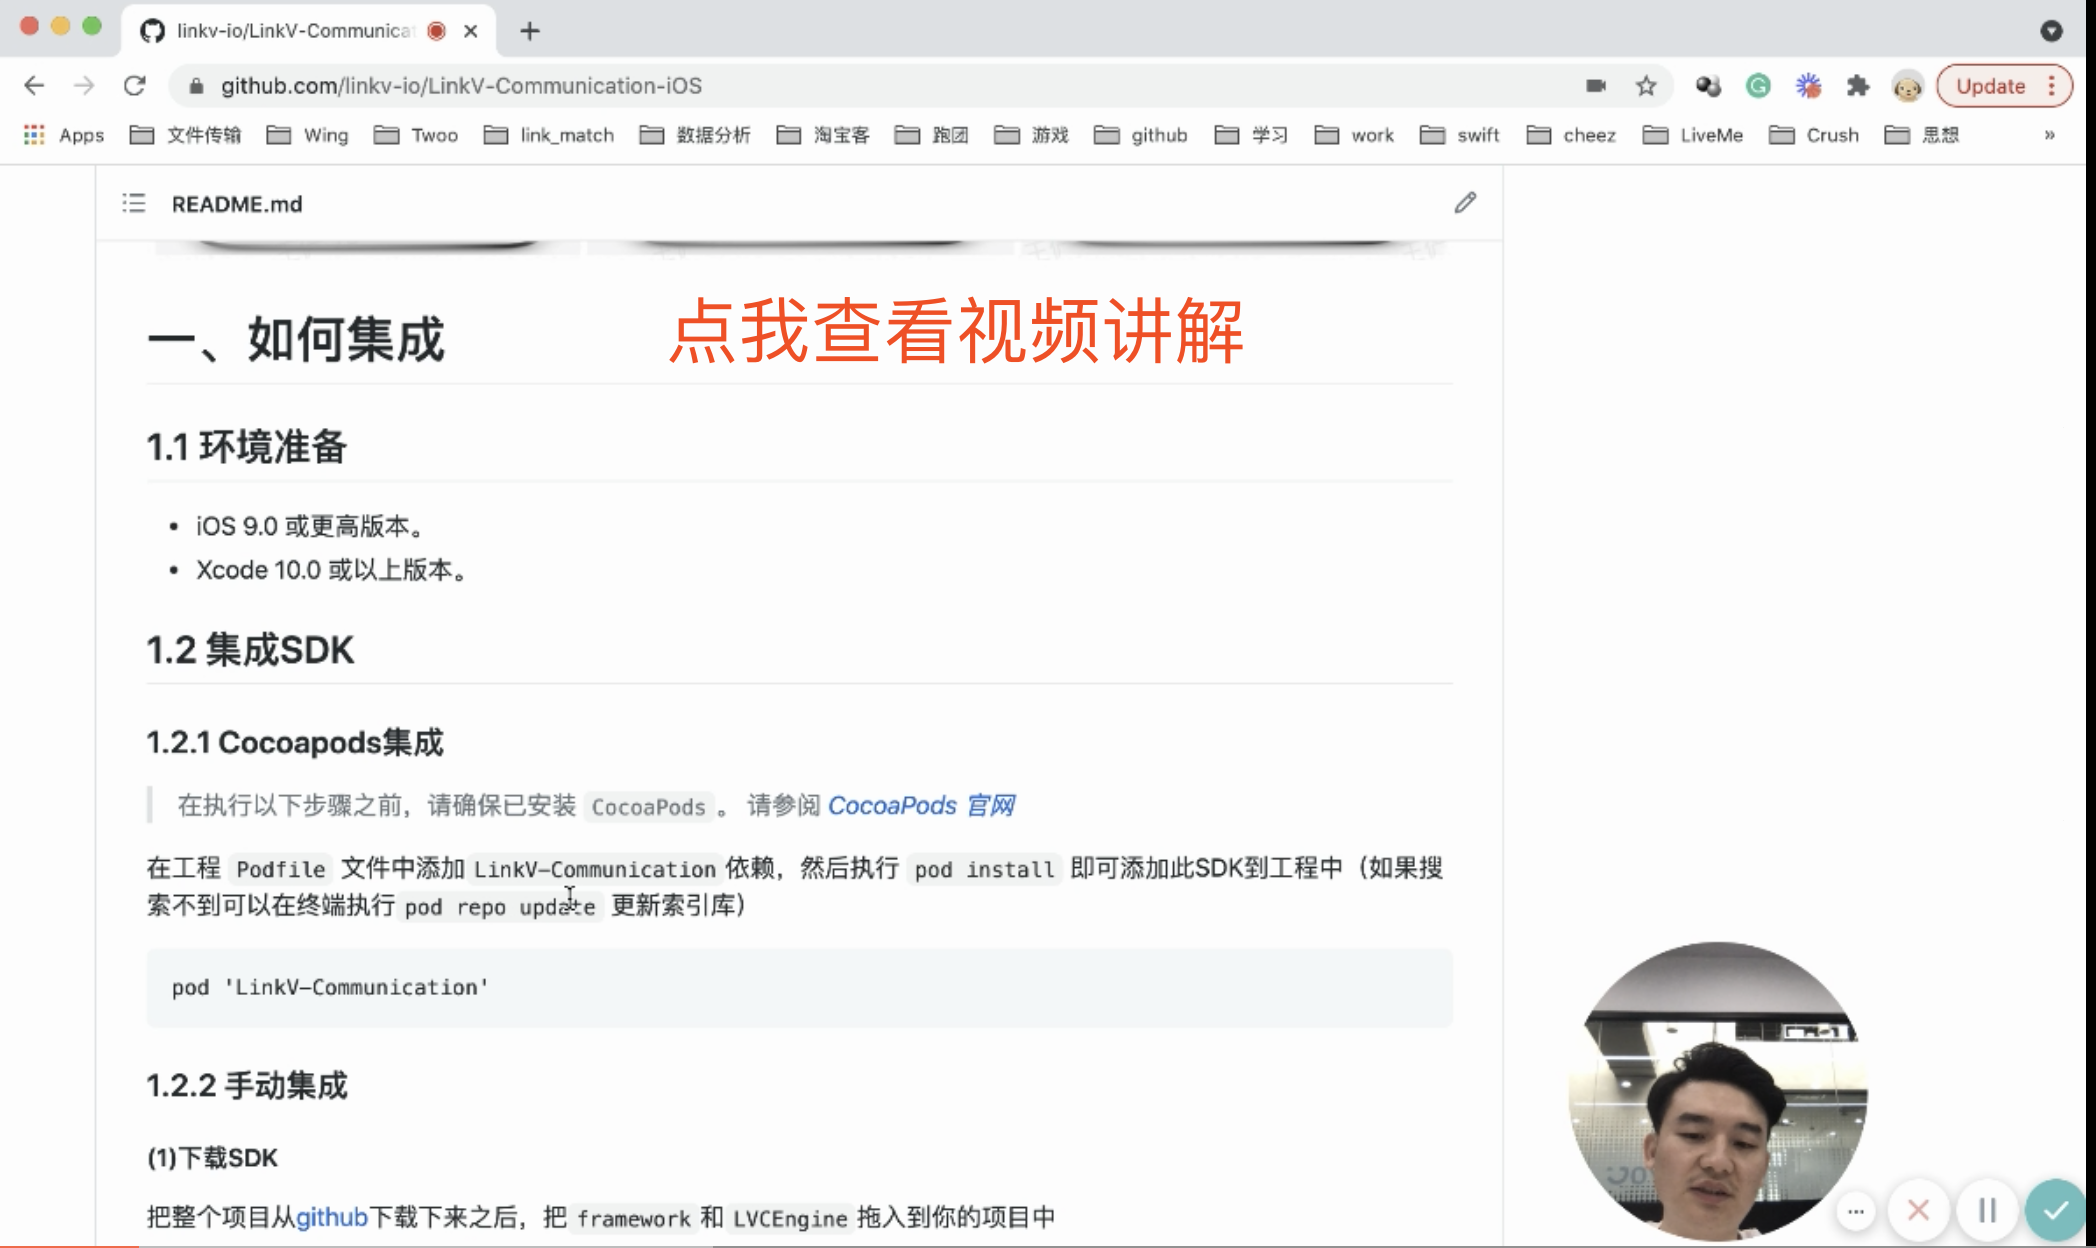 linkv-io/LinkV-Communica
github.com/linkv-io/LinkV-Communication-iOS
Update
Apps
文件传输
Wing
Twoo
link_match
数据分析
淘宝客
跑团
游戏
github
学习
work
swift
cheez
LiveMe
Crush
思想
»
README.md
一、如何集成
点我查看视频讲解
1.1 环境准备
• iOS 9.0 或更高版本。
• Xcode 10.0 或以上版本。
1.2 集成SDK
1.2.1 Cocoapods集成
在执行以下步骤之前，请确保已安装 CocoaPods 。 请参阅 CocoaPods 官网
在工程 Podfile 文件中添加 LinkV-Communication 依赖，然后执行 pod install 即可添加此SDK到工程中（如果搜
索不到可以在终端执行 pod repo update 更新索引库）
pod 'LinkV-Communication'
1.2.2 手动集成
(1)下载SDK
把整个项目从github下载下来之后，把 framework 和 LVCEngine 拖入到你的项目中